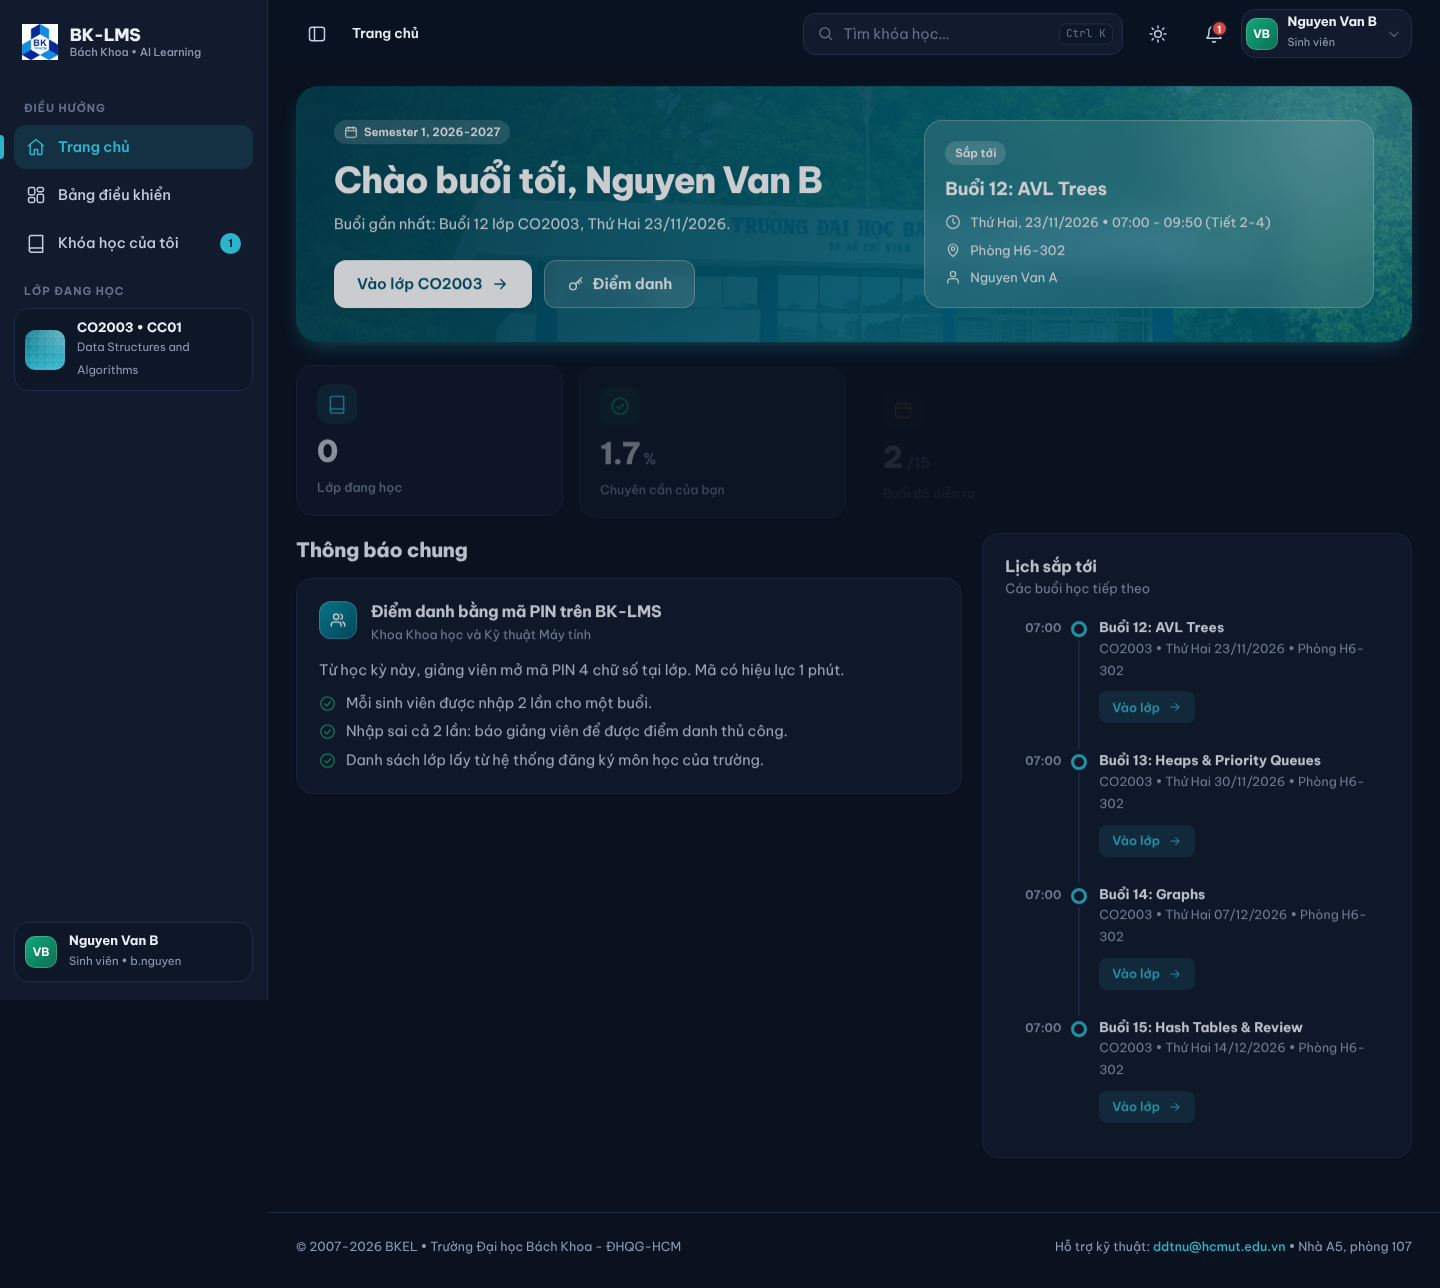 BK-LMS
Bách Khoa • AI Learning
ĐIỀU HƯỚNG
Trang chủ
Bảng điều khiển
Khóa học của tôi
1
LỚP ĐANG HỌC
CO2003 • CC01
Data Structures and
Algorithms
VB
Nguyen Van B
Sinh viên • b.nguyen
Trang chủ
Tìm khóa học...
Ctrl K
1
VB
Nguyen Van B
Sinh viên
Semester 1, 2026-2027
Chào buổi tối, Nguyen Van B
Buổi gần nhất: Buổi 12 lớp CO2003, Thứ Hai 23/11/2026.
Vào lớp CO2003
Điểm danh
TRƯỜNG ĐẠI HỌC BÁ
Sắp tới
Buổi 12: AVL Trees
Thứ Hai, 23/11/2026 • 07:00 - 09:50 (Tiết 2-4)
Phòng H6-302
Nguyen Van A
0
Lớp đang học
1.7 %
Chuyên cần của bạn
2 /15
Buổi đã diễn ra
Thông báo chung
Điểm danh bằng mã PIN trên BK-LMS
Khoa Khoa học và Kỹ thuật Máy tính
Từ học kỳ này, giảng viên mở mã PIN 4 chữ số tại lớp. Mã có hiệu lực 1 phút.
Mỗi sinh viên được nhập 2 lần cho một buổi.
Nhập sai cả 2 lần: báo giảng viên để được điểm danh thủ công.
Danh sách lớp lấy từ hệ thống đăng ký môn học của trường.
Lịch sắp tới
Các buổi học tiếp theo
07:00
Buổi 12: AVL Trees
CO2003 • Thứ Hai 23/11/2026 • Phòng H6-
302
Vào lớp
07:00
Buổi 13: Heaps & Priority Queues
CO2003 • Thứ Hai 30/11/2026 • Phòng H6-
302
Vào lớp
07:00
Buổi 14: Graphs
CO2003 • Thứ Hai 07/12/2026 • Phòng H6-
302
Vào lớp
07:00
Buổi 15: Hash Tables & Review
CO2003 • Thứ Hai 14/12/2026 • Phòng H6-
302
Vào lớp
© 2007-2026 BKEL • Trường Đại học Bách Khoa - ĐHQG-HCM
Hỗ trợ kỹ thuật: ddtnu@hcmut.edu.vn • Nhà A5, phòng 107